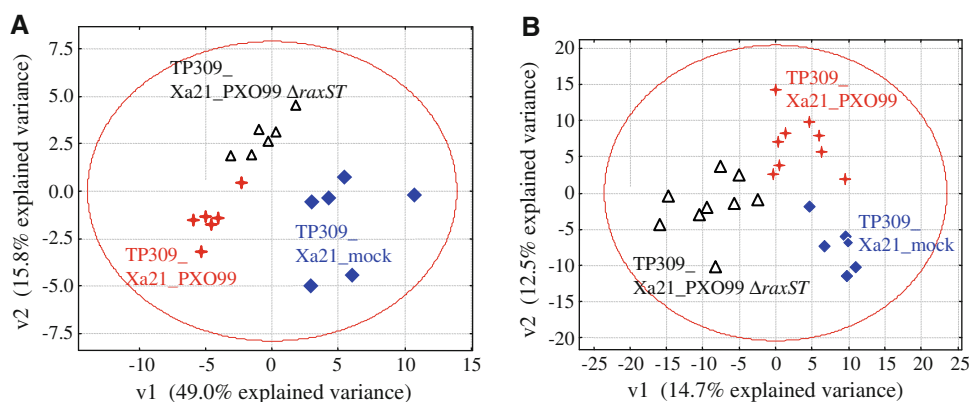 A
7.5
5.0
2.5
0.0
-2.5
-5.0
-7.5
v2 (15.8% explained variance)
TP309_
Xa21_PXO99 ΔraxST
TP309_
Xa21_PXO99
TP309_
Xa21_mock
-10
-5
0
5
10
15
v1 (49.0% explained variance)
B
20
15
10
5
0
-5
-10
-15
-20
v2 (12.5% explained variance)
TP309_
Xa21_PXO99
TP309_
Xa21_mock
TP309_
Xa21_PXO99 ΔraxST
-25
-20
-15
-10
-5
0
5
10
15
20
25
v1 (14.7% explained variance)